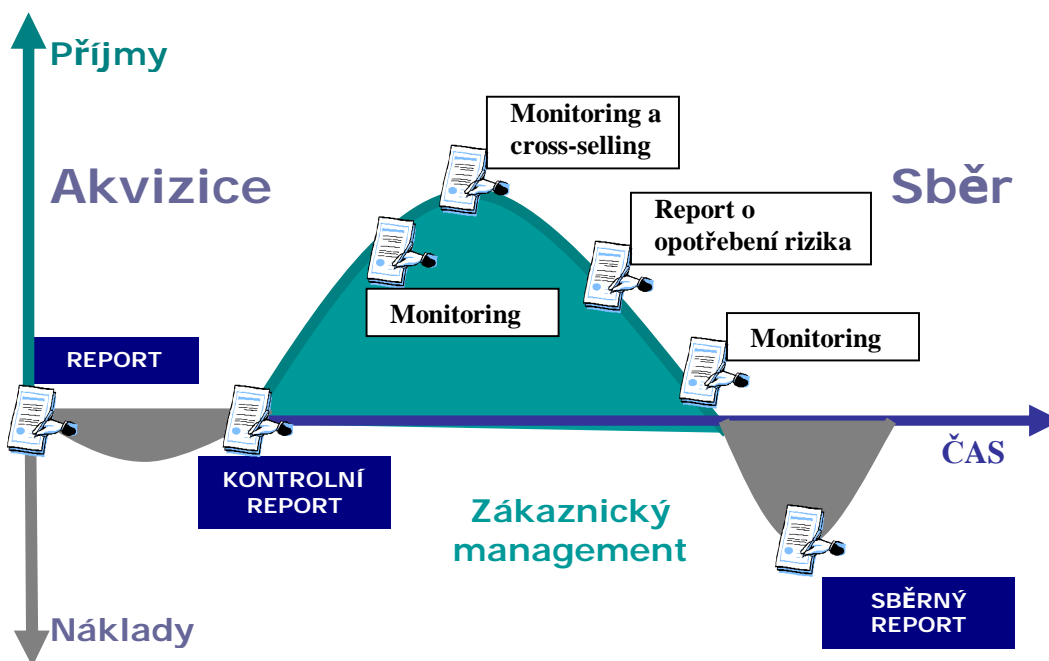 Příjmy
Monitoring a
cross-selling
Akvizice
Sběr
Report o
opotřebení rizika
Monitoring
Monitoring
REPORT
ČAS
KONTROLNÍ
REPORT
Zákaznický
management
SBĚRNÝ
REPORT
Náklady